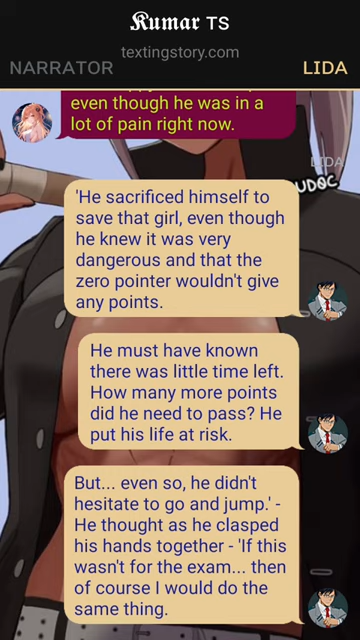 Kumar TS
textingstory.com
NARRATOR
LIDA
even though he was in a
lot of pain right now.
LIDA
'He sacrificed himself to
save that girl, even though
he knew it was very
dangerous and that the
zero pointer wouldn't give
any points.
He must have known
there was little time left.
How many more points
did he need to pass? He
put his life at risk.
But... even so, he didn't
hesitate to go and jump.' -
He thought as he clasped
his hands together - 'If this
wasn't for the exam... then
of course I would do the
same thing.